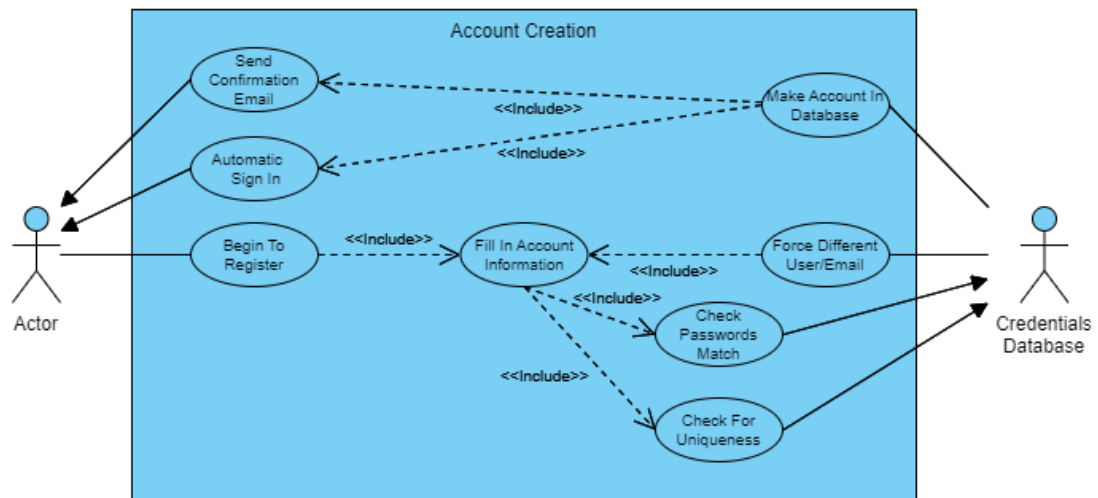 Account Creation
Send
Confirmation
Email
<<Include>>
Make Account In
Database
Automatic
Sign In
<<Include>>
Begin To
Register
<<Include>>
Fill In Account
Information
<<Include>>
Force Different
User/Email
<<Include>>
Check
Passwords
Match
<<Include>>
Check For
Uniqueness
Actor
Credentials
Database